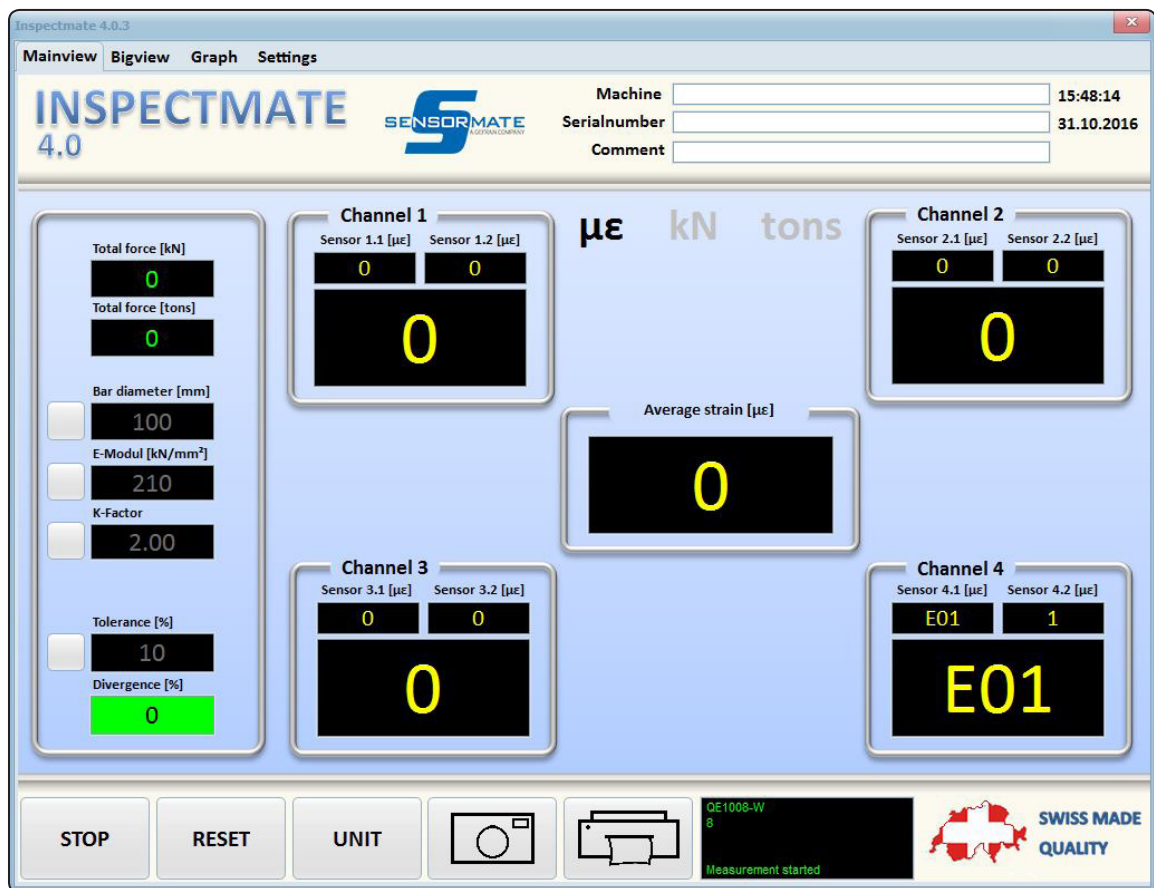 Inspectmate 4.0.3
Mainview Bigview Graph Settings
INSPECTMATE
4.0
SENSORMATE
A GEFRAN COMPANY
Machine
15:48:14
Serialnumber
31.10.2016
Comment
Total force [kN]
0
Total force [tons]
0
Bar diameter [mm]
100
E-Modul [kN/mm²]
210
K-Factor
2.00
Tolerance [%]
10
Divergence [%]
0
Channel 1
Sensor 1.1 [µε] Sensor 1.2 [µε]
0 0
0
µε kN tons
Channel 2
Sensor 2.1 [µε] Sensor 2.2 [µε]
0 0
0
Average strain [µε]
0
Channel 3
Sensor 3.1 [µε] Sensor 3.2 [µε]
0 0
0
Channel 4
Sensor 4.1 [µε] Sensor 4.2 [µε]
E01 1
E01
STOP RESET UNIT
QE1008-W
8
Measurement started
SWISS MADE
QUALITY